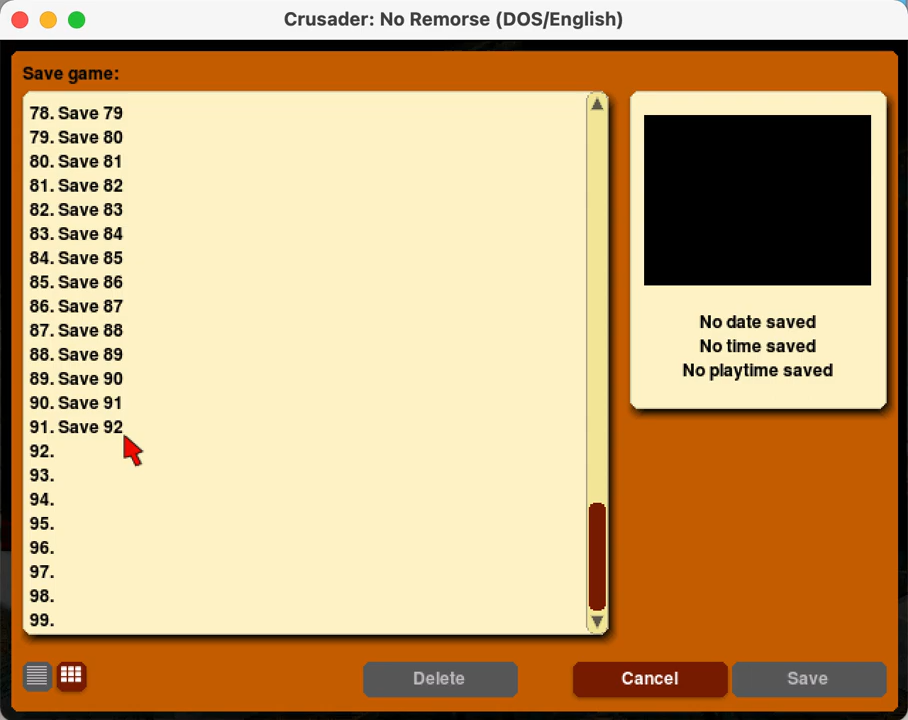 Crusader: No Remorse (DOS/English)
Save game:
78. Save 79
79. Save 80
80. Save 81
81. Save 82
82. Save 83
83. Save 84
84. Save 85
85. Save 86
86. Save 87
87. Save 88
88. Save 89
89. Save 90
90. Save 91
91. Save 92
92.
93.
94.
95.
96.
97.
98.
99.
No date saved
No time saved
No playtime saved
Delete
Cancel
Save